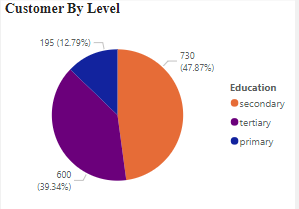 Customer By Level
195 (12.79%)
730
(47.87%)
Education
secondary
tertiary
primary
600
(39.34%)